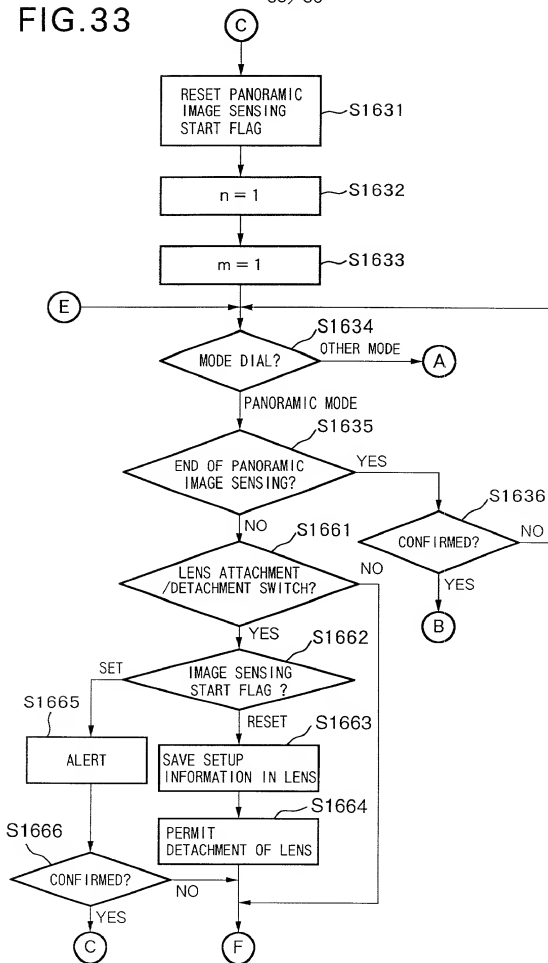 FIG.33
C
RESET PANORAMIC
IMAGE SENSING
START FLAG
S1631
n = 1
S1632
m = 1
S1633
E
S1634
MODE DIAL?
OTHER MODE
A
PANORAMIC MODE
S1635
END OF PANORAMIC
IMAGE SENSING?
YES
S1636
NO
CONFIRMED?
NO
S1661
YES
B
LENS ATTACHMENT
/DETACHMENT SWITCH?
NO
YES
S1662
SET
IMAGE SENSING
START FLAG ?
S1665
RESET
S1663
ALERT
SAVE SETUP
INFORMATION IN LENS
S1664
PERMIT
DETACHMENT OF LENS
S1666
CONFIRMED?
NO
YES
C
F